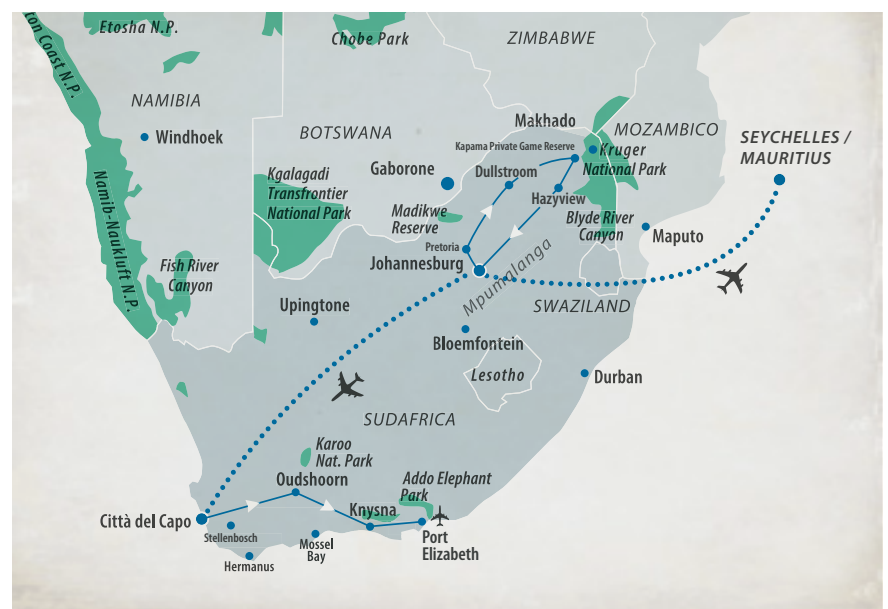 Etosha N.P.
Chobe Park
ZIMBABWE
ton Coast N.P.
NAMIBIA
Windhoek
BOTSWANA
Makhado
MOZAMBICO
SEYCHELLES /
MAURITIUS
Kapama Private Game Reserve
Kruger
National Park
Gaborone
Dullstroom
Kgalagadi
Transfrontier
National Park
Hazyview
Madikwe
Reserve
Blyde River
Canyon
Maputo
Namib-Naukluft N.P.
Pretoria
Johannesburg
Fish River
Canyon
Mpumalanga
Upingtone
SWAZILAND
Bloemfontein
Lesotho
Durban
SUDAFRICA
Karoo
Nat. Park
Oudshoorn
Addo Elephant
Park
Città del Capo
Knysna
Stellenbosch
Mossel
Bay
Port
Elizabeth
Hermanus